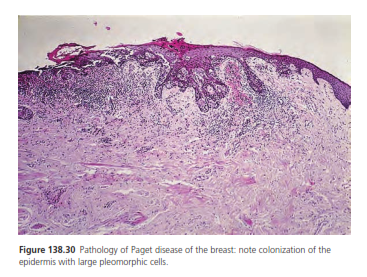 Figure 138.30 Pathology of Paget disease of the breast: note colonization of the
epidermis with large pleomorphic cells.